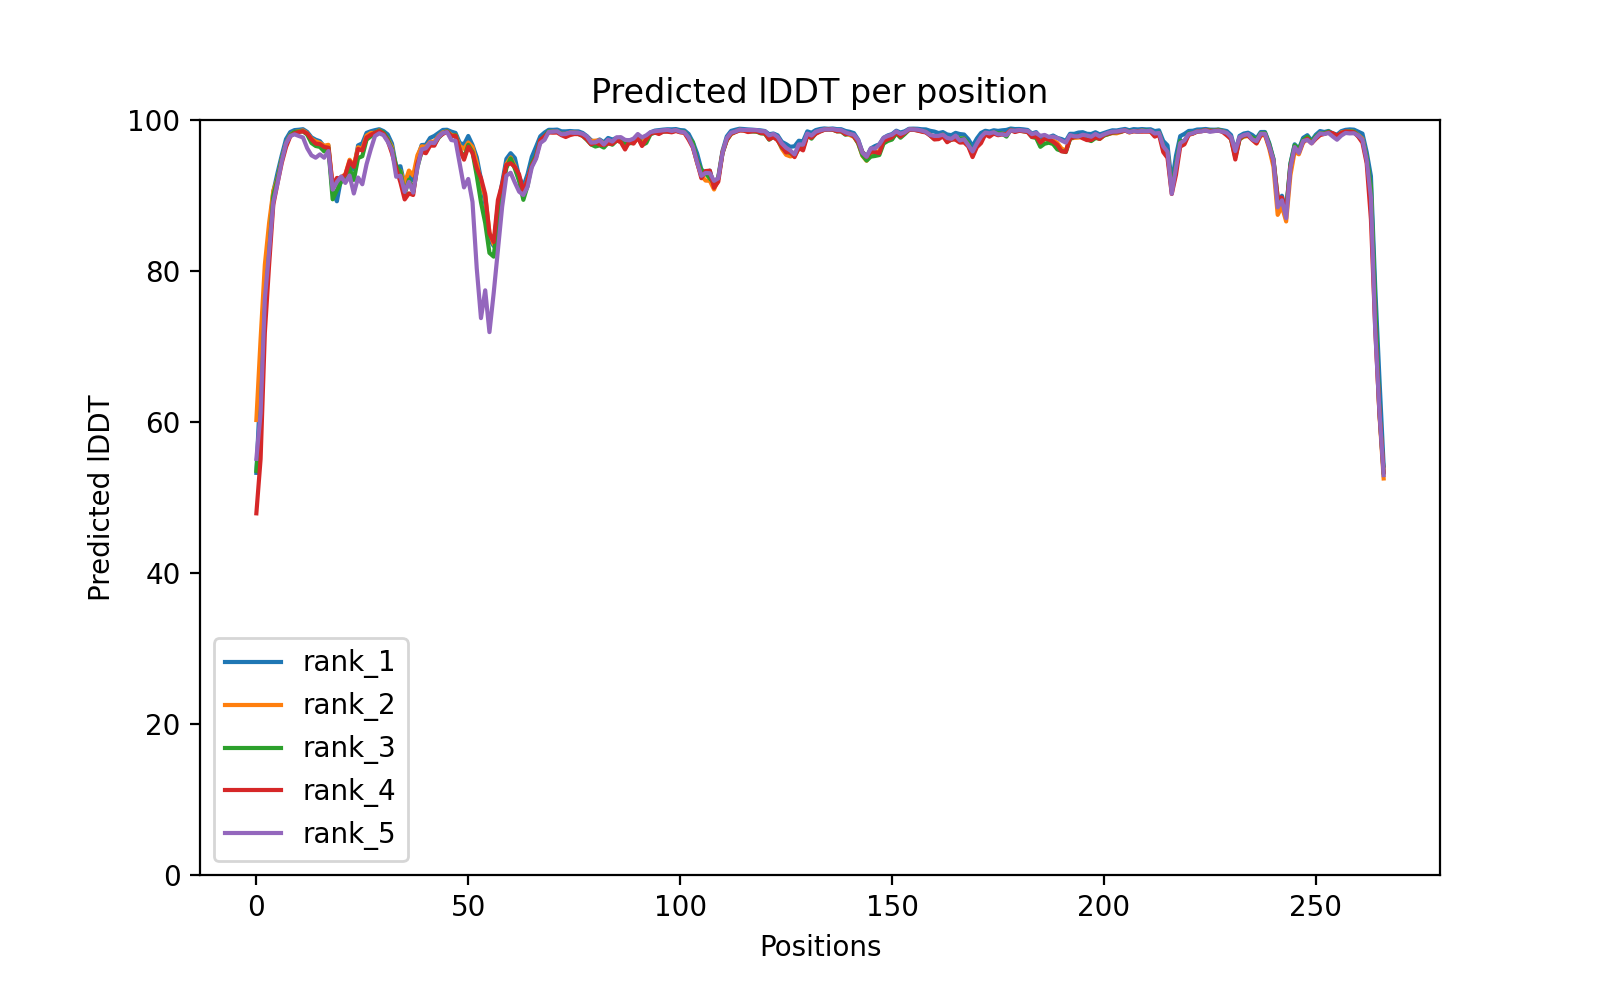 Predicted lDDT per position
100
80
60
40
20
0
Predicted lDDT
rank_1
rank_2
rank_3
rank_4
rank_5
0 50 100 150 200 250
Positions